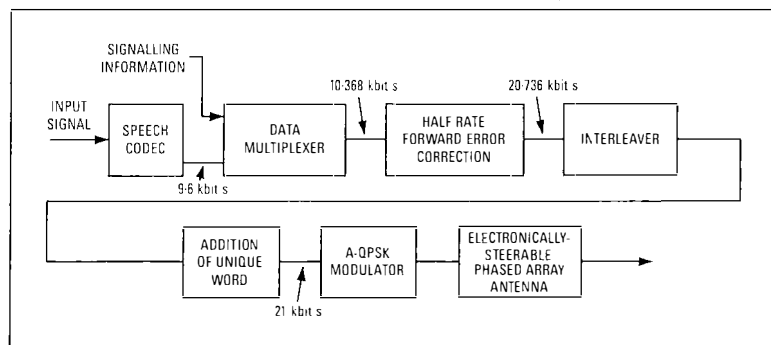 SIGNALLING
INFORMATION
10·368 kbit s
20·736 kbit s
INPUT
SIGNAL
SPEECH
CODEC
DATA
MULTIPLEXER
HALF RATE
FORWARD ERROR
CORRECTION
INTERLEAVER
9·6 kbit s
ADDITION
OF UNIQUE
WORD
A-QPSK
MODULATOR
ELECTRONICALLY-
STEERABLE
PHASED ARRAY
ANTENNA
21 kbit s